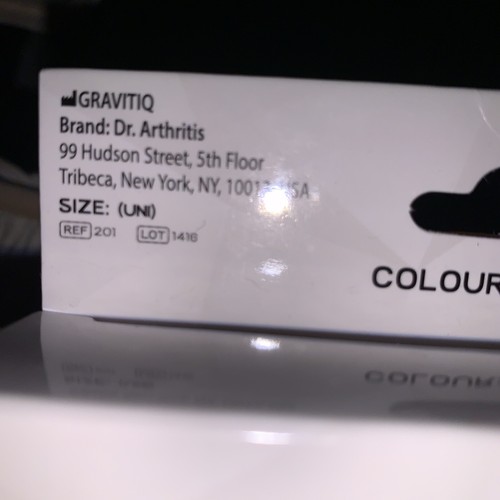 GRAVITIQ
Brand: Dr. Arthritis
99 Hudson Street, 5th Floor
Tribeca, New York, NY, USA
SIZE: (UNI)
REF 201 LOT 1416
COLOUR